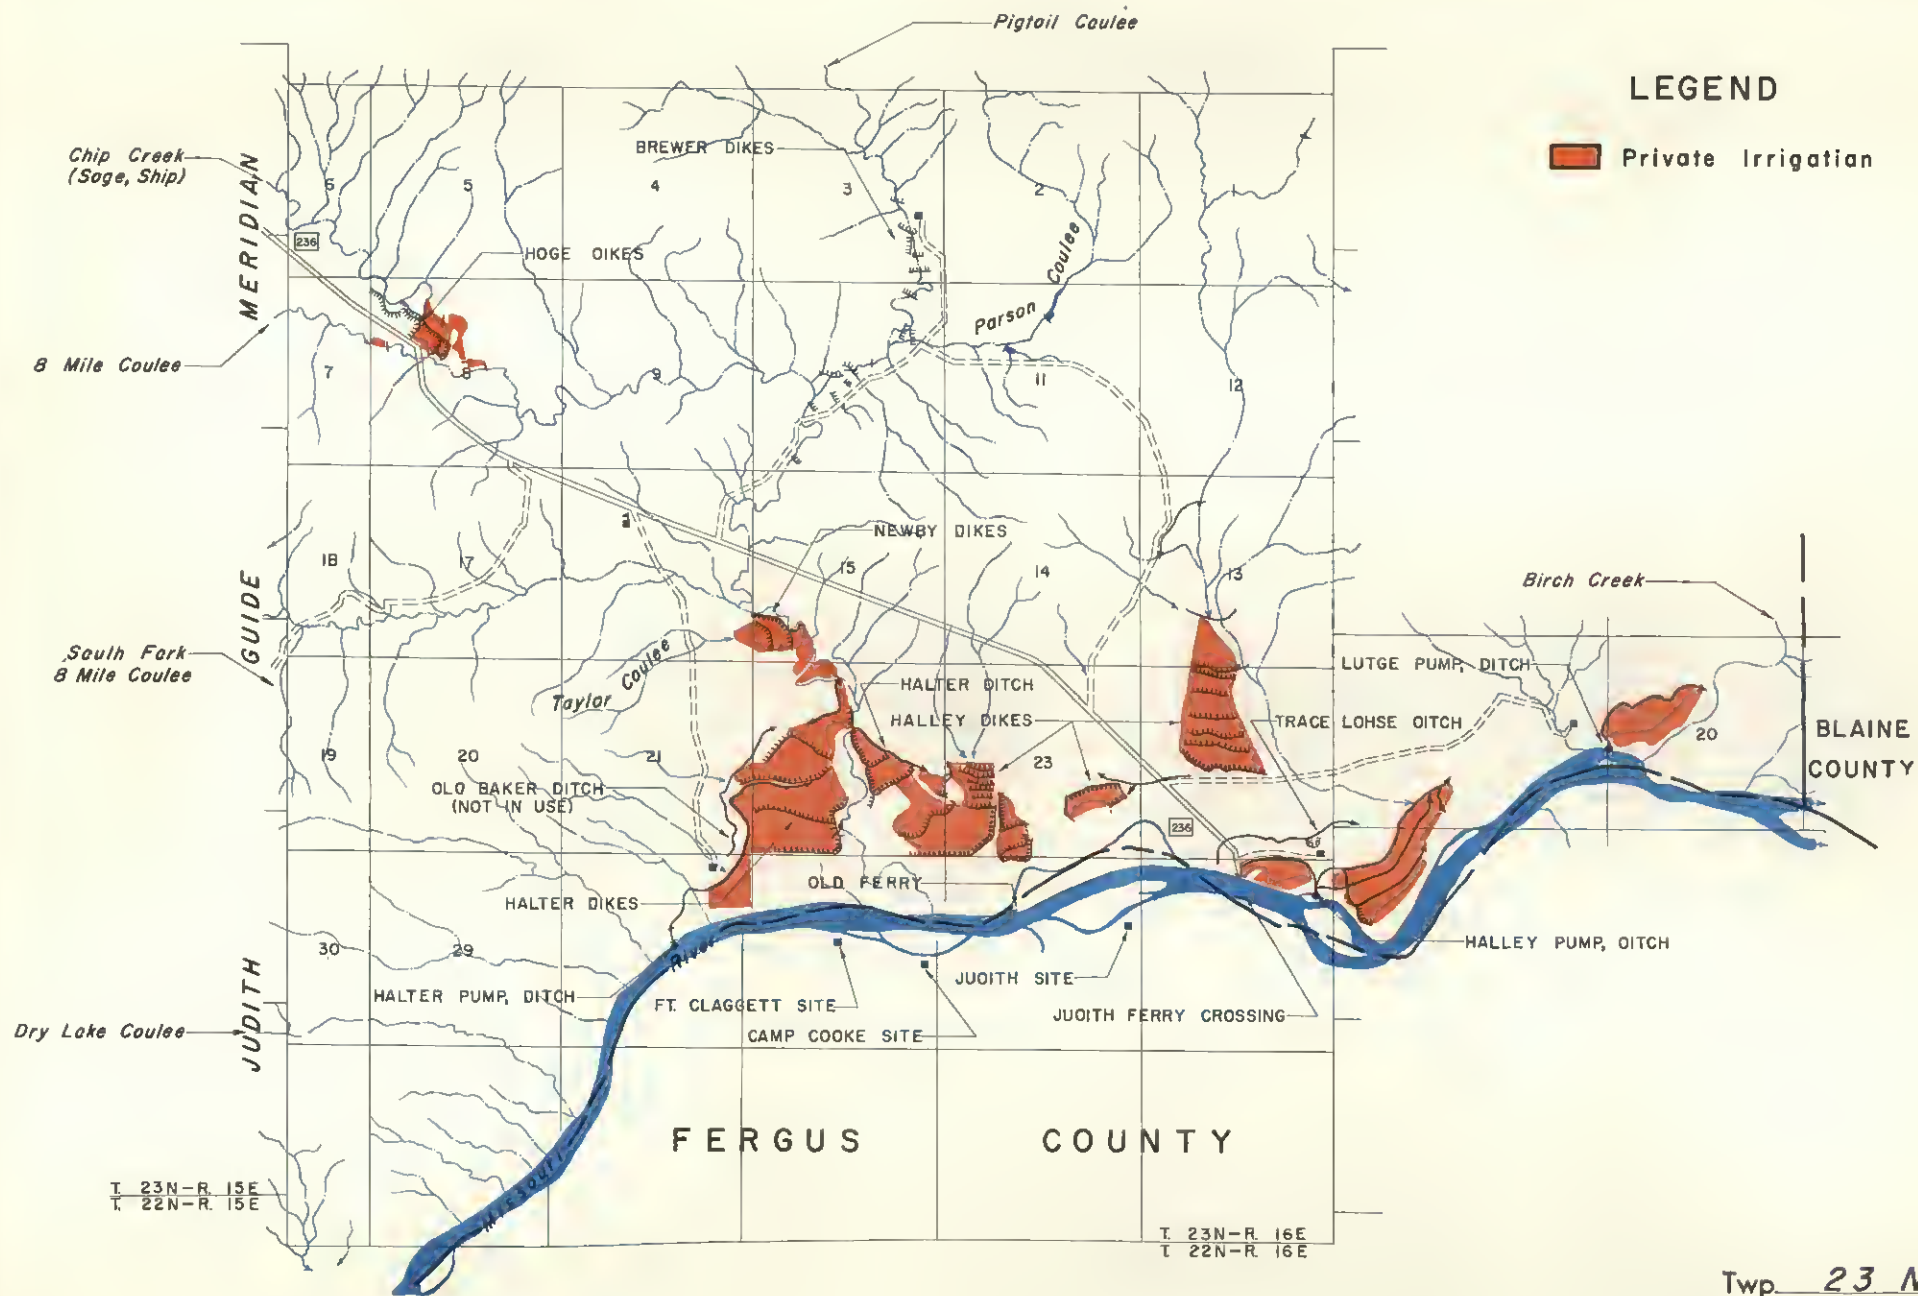 Pigtail Coulee
LEGEND
Private Irrigation
Chip Creek
(Sage, Ship)
BREWER DIKES
6
5
4
3
2
1
MERIDIAN
236
HOGE DIKES
Parson Coulee
8 Mile Coulee
7
8
9
11
12
NEWBY DIKES
18
17
15
14
13
Birch Creek
GUIDE
South Fork
8 Mile Coulee
Taylor Coulee
HALTER DITCH
LUTGE PUMP, DITCH
HALLEY DIKES
TRACE LOHSE DITCH
19
20
21
23
20
BLAINE
COUNTY
OLD BAKER DITCH
(NOT IN USE)
236
OLD FERRY
HALTER DIKES
30
29
River
HALLEY PUMP, DITCH
JUDITH SITE
HALTER PUMP, DITCH
FT. CLAGGETT SITE
JUDITH FERRY CROSSING
CAMP COOKE SITE
JUDITH
Dry Lake Coulee
FERGUS COUNTY
Missouri
T. 23N-R. 15E
T. 22N-R. 15E
T. 23N-R. 16E
T. 22N-R. 16E
Twp. 23 N